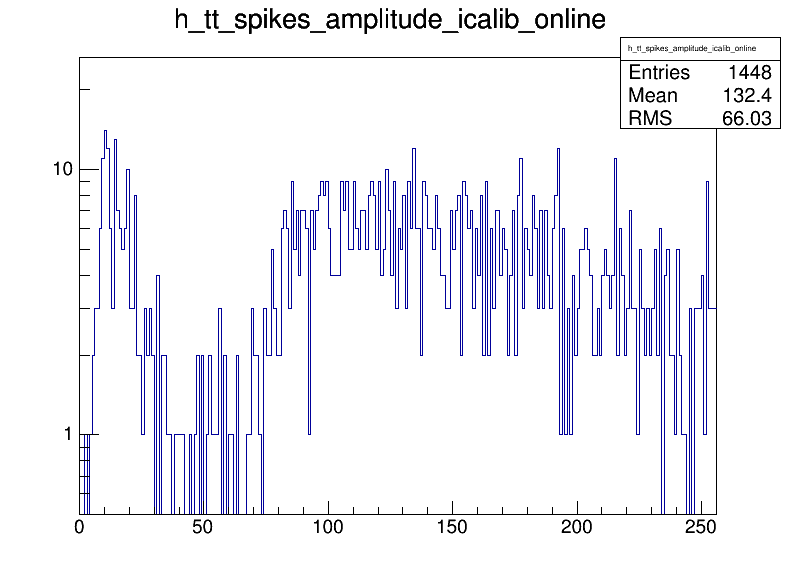 h_tt_spikes_amplitude_icalib_online
h_tt_spikes_amplitude_icalib_online
Entries 1448
Mean 132.4
RMS 66.03
10
1
0 50 100 150 200 250